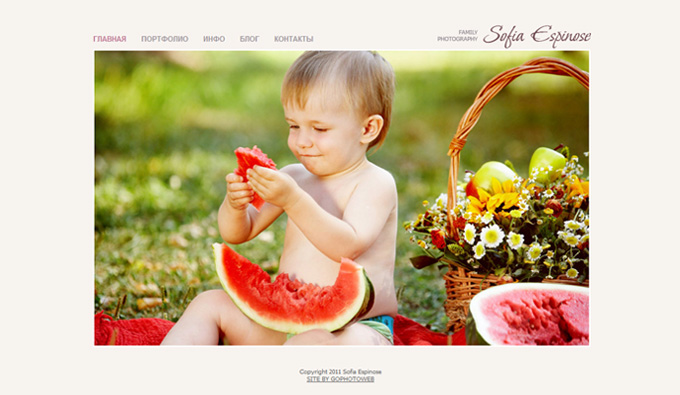 ГЛАВНАЯ ПОРТФОЛИО ИНФО БЛОГ КОНТАКТЫ
FAMILY
PHOTOGRAPHY
Sofia Espinose
Copyright 2011 Sofia Espinose
SITE BY GOPHOTOWEB